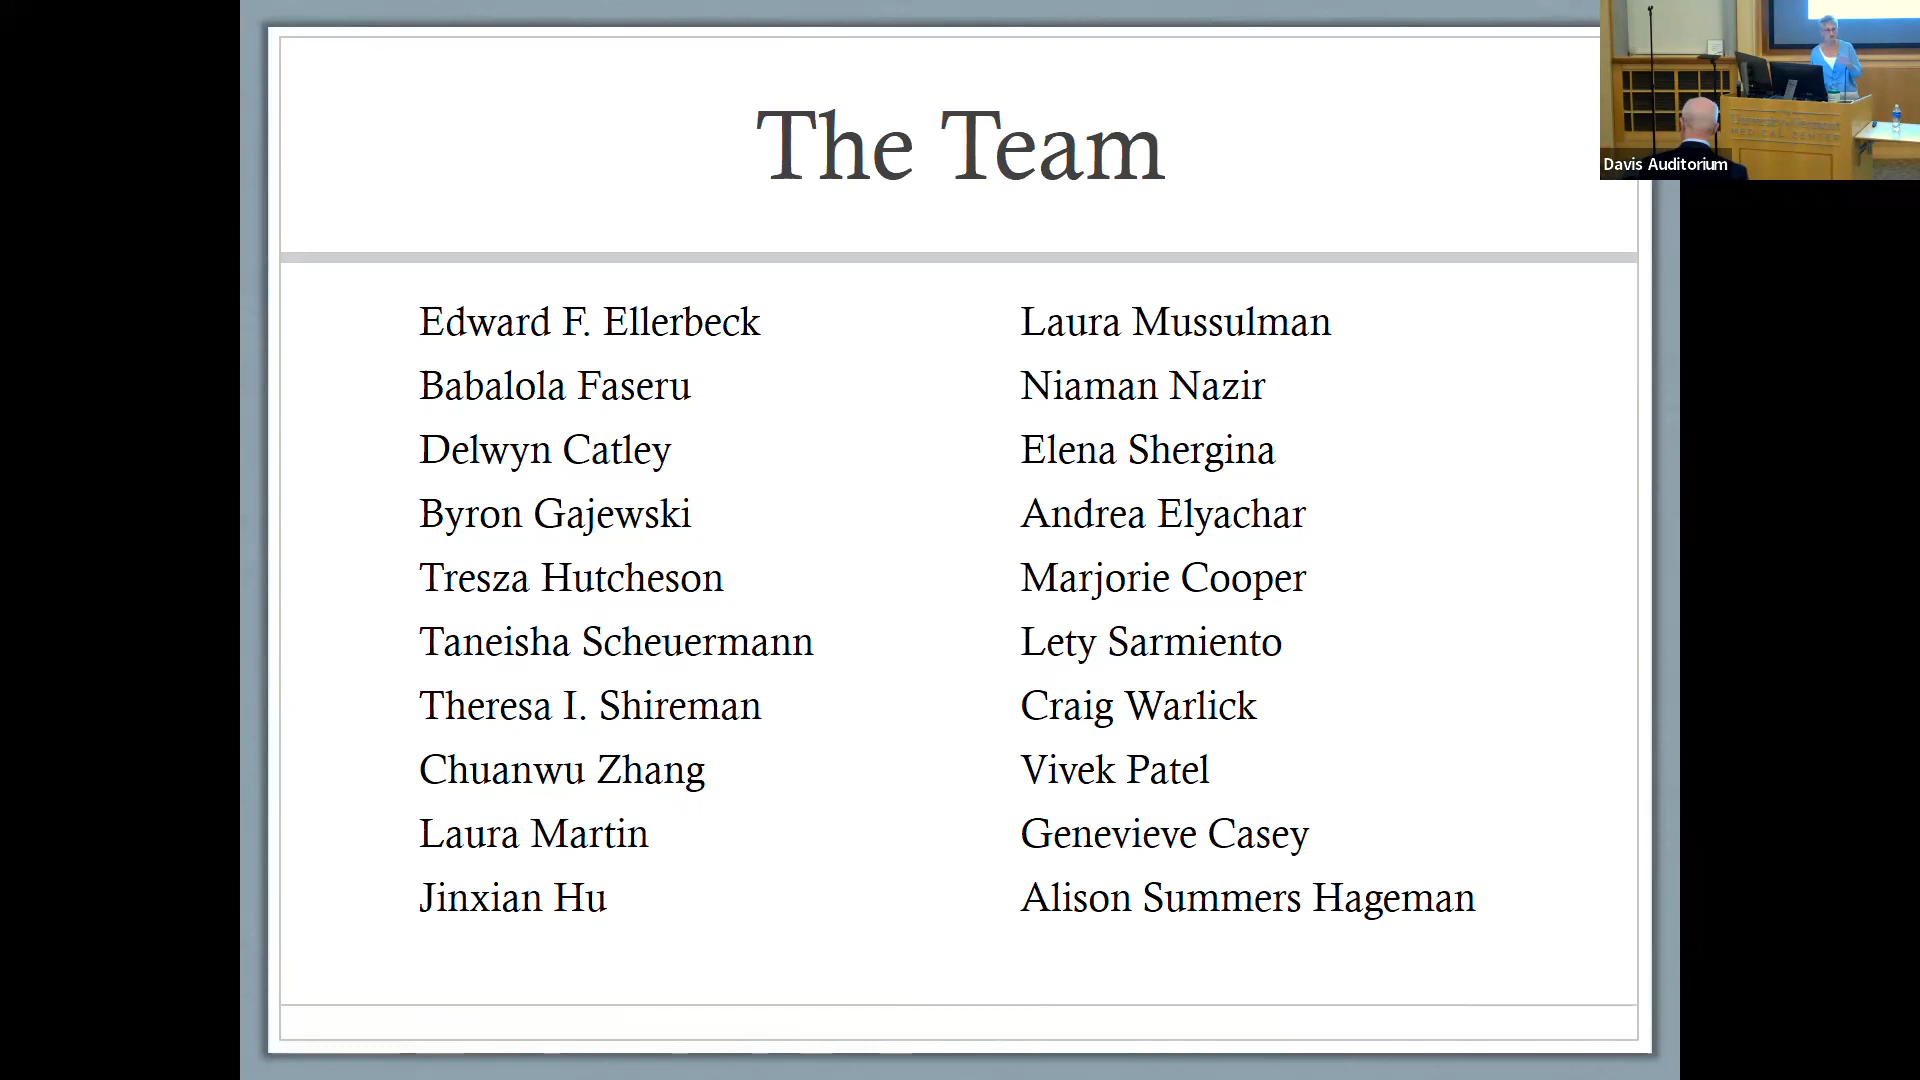 The Team
Edward F. Ellerbeck
Babalola Faseru
Delwyn Catley
Byron Gajewski
Tresza Hutcheson
Taneisha Scheuermann
Theresa I. Shireman
Chuanwu Zhang
Laura Martin
Jinxian Hu
Laura Mussulman
Niaman Nazir
Elena Shergina
Andrea Elyachar
Marjorie Cooper
Lety Sarmiento
Craig Warlick
Vivek Patel
Genevieve Casey
Alison Summers Hageman
MEDICAL CENTER
Davis Auditorium